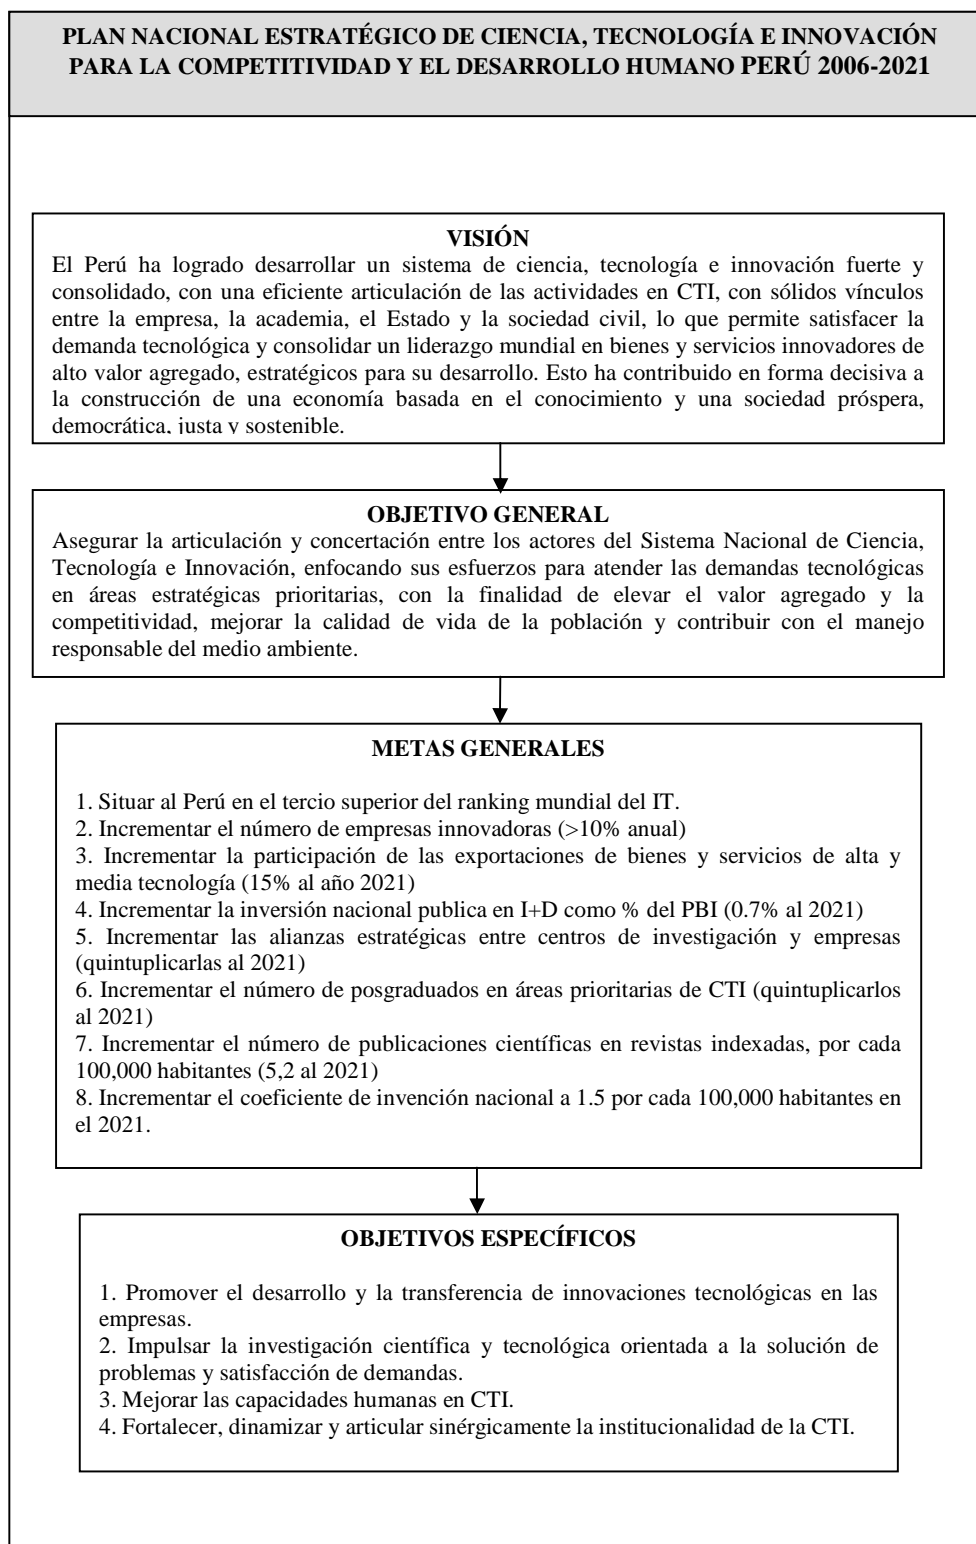 PLAN NACIONAL ESTRATÉGICO DE CIENCIA, TECNOLOGÍA E INNOVACIÓN
PARA LA COMPETITIVIDAD Y EL DESARROLLO HUMANO PERÚ 2006-2021
VISIÓN
El Perú ha logrado desarrollar un sistema de ciencia, tecnología e innovación fuerte y
consolidado, con una eficiente articulación de las actividades en CTI, con sólidos vínculos
entre la empresa, la academia, el Estado y la sociedad civil, lo que permite satisfacer la
demanda tecnológica y consolidar un liderazgo mundial en bienes y servicios innovadores de
alto valor agregado, estratégicos para su desarrollo. Esto ha contribuido en forma decisiva a
la construcción de una economía basada en el conocimiento y una sociedad próspera,
democrática, justa y sostenible.
OBJETIVO GENERAL
Asegurar la articulación y concertación entre los actores del Sistema Nacional de Ciencia,
Tecnología e Innovación, enfocando sus esfuerzos para atender las demandas tecnológicas
en áreas estratégicas prioritarias, con la finalidad de elevar el valor agregado y la
competitividad, mejorar la calidad de vida de la población y contribuir con el manejo
responsable del medio ambiente.
METAS GENERALES
1. Situar al Perú en el tercio superior del ranking mundial del IT.
2. Incrementar el número de empresas innovadoras (>10% anual)
3. Incrementar la participación de las exportaciones de bienes y servicios de alta y
media tecnología (15% al año 2021)
4. Incrementar la inversión nacional publica en I+D como % del PBI (0.7% al 2021)
5. Incrementar las alianzas estratégicas entre centros de investigación y empresas
(quintuplicarlas al 2021)
6. Incrementar el número de posgraduados en áreas prioritarias de CTI (quintuplicarlos
al 2021)
7. Incrementar el número de publicaciones científicas en revistas indexadas, por cada
100,000 habitantes (5,2 al 2021)
8. Incrementar el coeficiente de invención nacional a 1.5 por cada 100,000 habitantes en
el 2021.
OBJETIVOS ESPECÍFICOS
1. Promover el desarrollo y la transferencia de innovaciones tecnológicas en las
empresas.
2. Impulsar la investigación científica y tecnológica orientada a la solución de
problemas y satisfacción de demandas.
3. Mejorar las capacidades humanas en CTI.
4. Fortalecer, dinamizar y articular sinérgicamente la institucionalidad de la CTI.